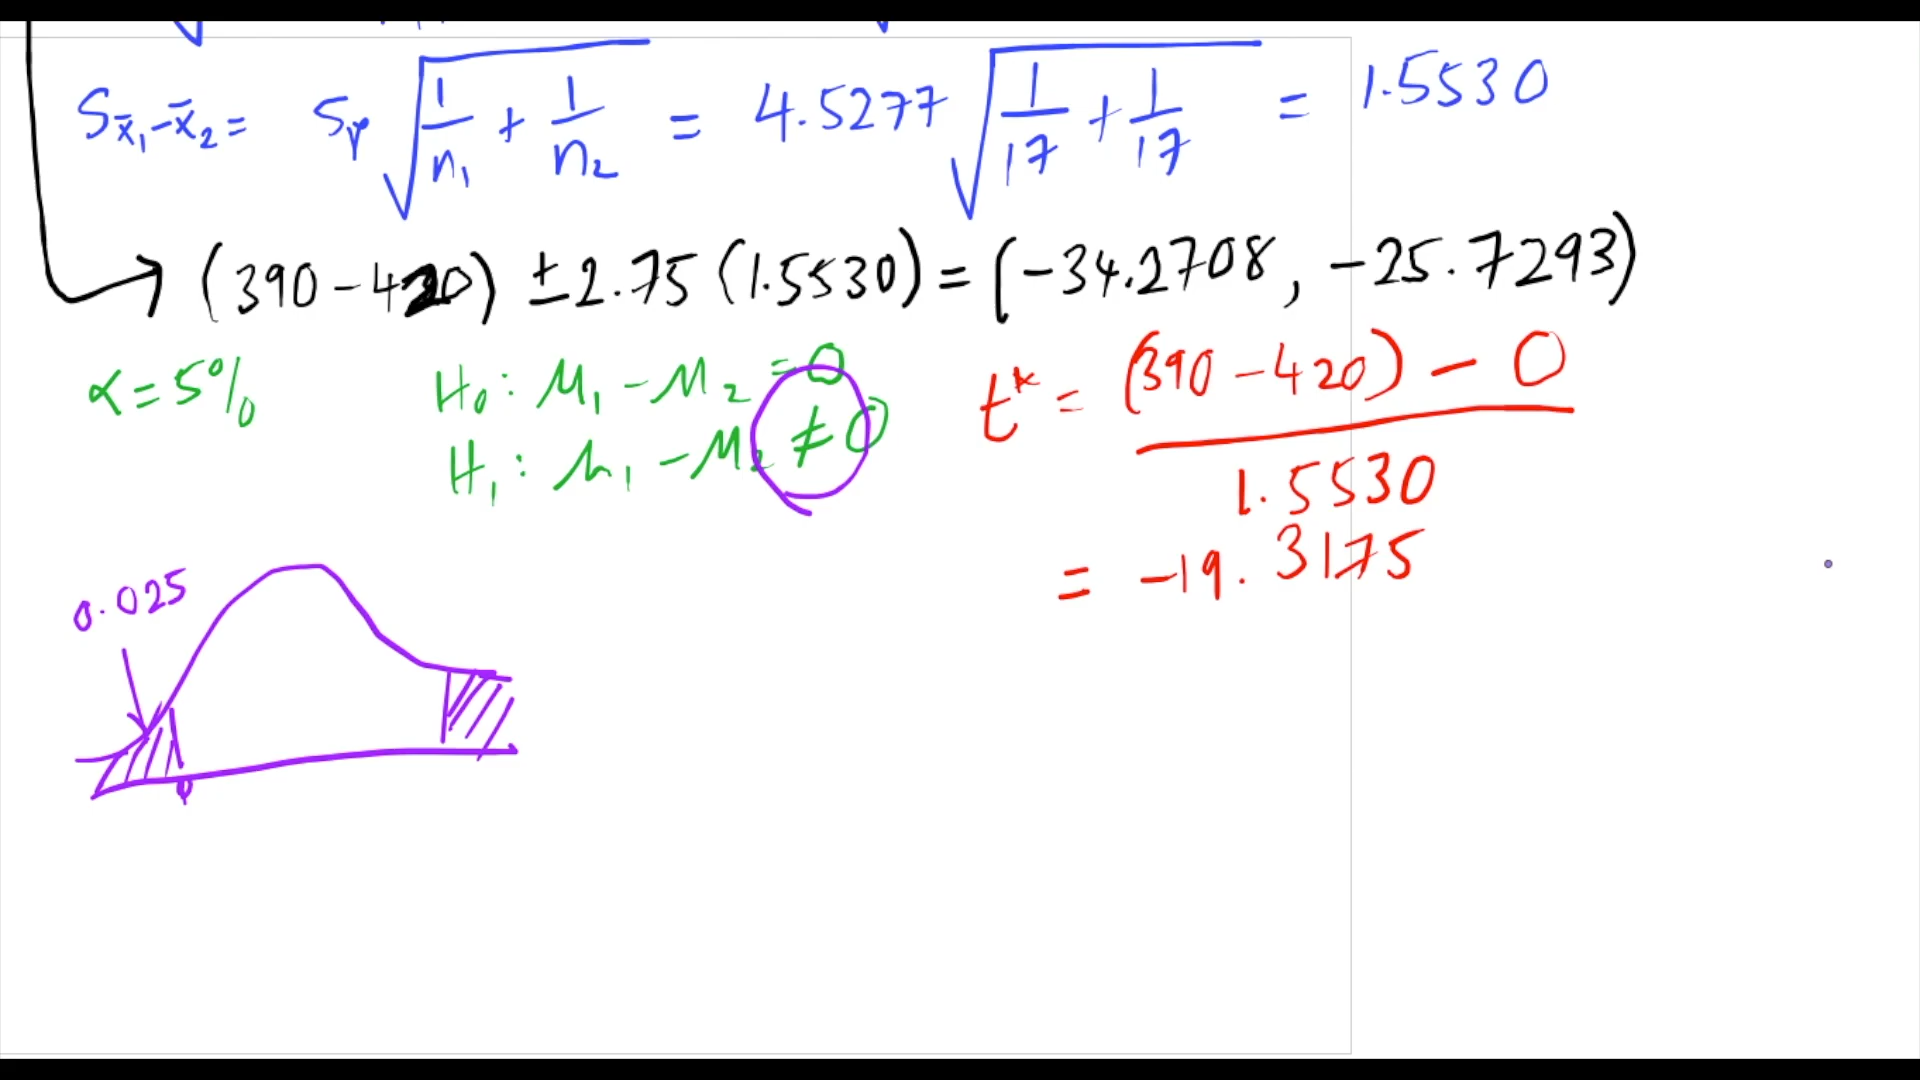 S_{x̄₁-x̄₂} = Sp √(1/n₁ + 1/n₂) = 4.5277 √(1/17 + 1/17) = 1.5530
(390-420) ± 2.75 (1.5530) = (-34.2708, -25.7293)
α = 5%
H₀: μ₁ - μ₂ = 0
H₁: μ₁ - μ₂ ≠ 0
t* = ((390-420) - 0) / 1.5530
= -19.3175
0.025